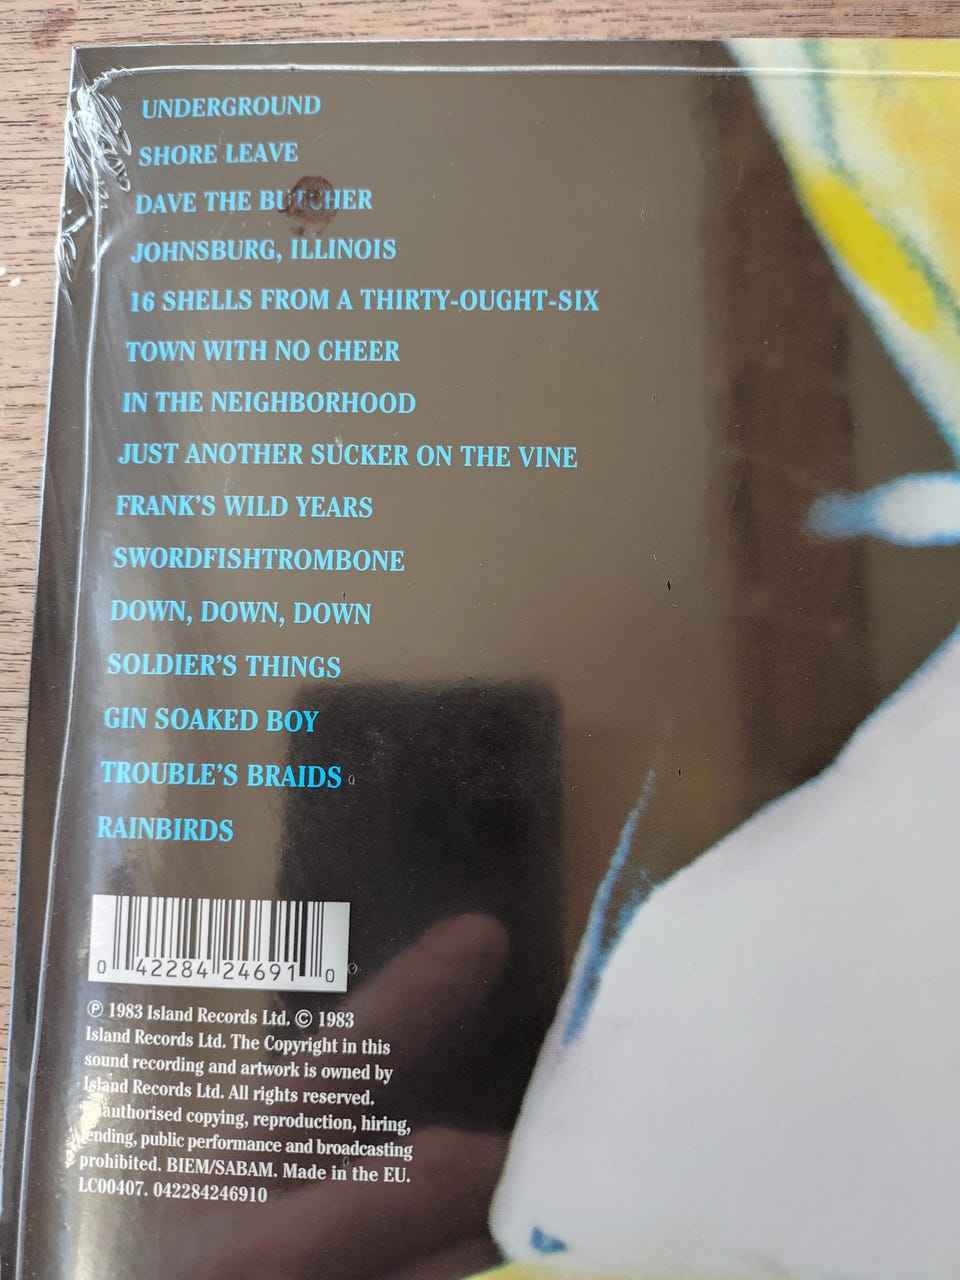 UNDERGROUND
SHORE LEAVE
DAVE THE BUTCHER
JOHNSBURG, ILLINOIS
16 SHELLS FROM A THIRTY-OUGHT-SIX
TOWN WITH NO CHEER
IN THE NEIGHBORHOOD
JUST ANOTHER SUCKER ON THE VINE
FRANK'S WILD YEARS
SWORDFISHTROMBONE
DOWN, DOWN, DOWN
SOLDIER'S THINGS
GIN SOAKED BOY
TROUBLE'S BRAIDS
RAINBIRDS
0 42284 24691 0
℗ 1983 Island Records Ltd. © 1983
Island Records Ltd. The Copyright in this
sound recording and artwork is owned by
Island Records Ltd. All rights reserved.
Unauthorised copying, reproduction, hiring,
lending, public performance and broadcasting
prohibited. BIEM/SABAM. Made in the EU.
LC00407. 042284246910